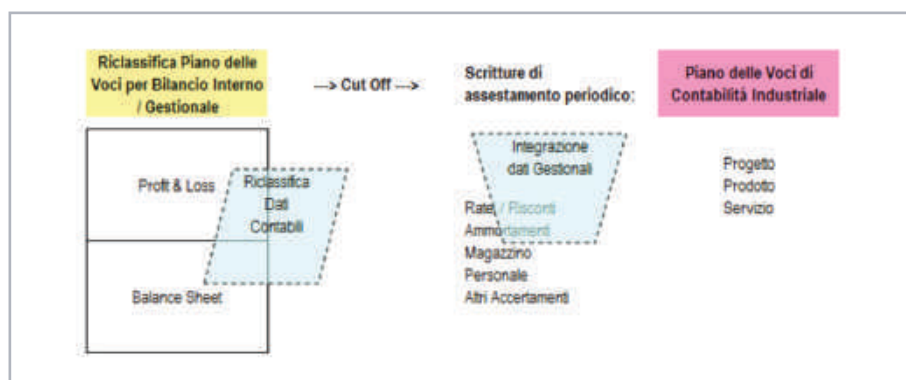 Riclassifica Piano delle
Voci per Bilancio Interno
/ Gestionale
---> Cut Off --->
Scritture di
assestamento periodico:
Piano delle Voci di
Contabilità Industriale
Profit & Loss
Riclassifica
Dati
Contabili
Balance Sheet
Integrazione
dati Gestionali
Ratei / Risconti
Ammortamenti
Magazzino
Personale
Altri Accertamenti
Progetto
Prodoto
Servizio